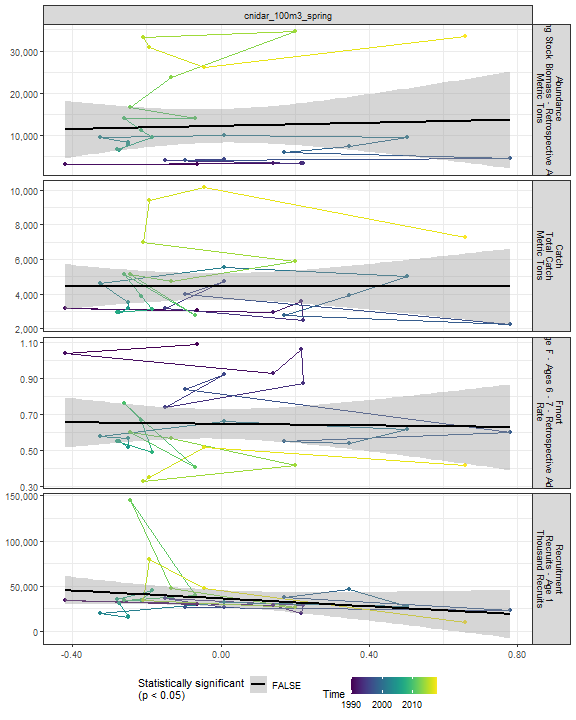 cnidar_100m3_spring
30,000
20,000
10,000
Abundance
ng Stock Biomass - Retrospective A
Metric Tons
10,000
8,000
6,000
4,000
2,000
Catch
Total Catch
Metric Tons
1.10
0.90
0.70
0.50
0.30
Fmort
ge F - Ages 6 - 7 - Retrospective Ad
Rate
150,000
100,000
50,000
0
Recruitment
Recruits - Age 1
Thousand Recruits
-0.40
0.00
0.40
0.80
Statistically significant
(p < 0.05)
FALSE
Time
1990
2000
2010